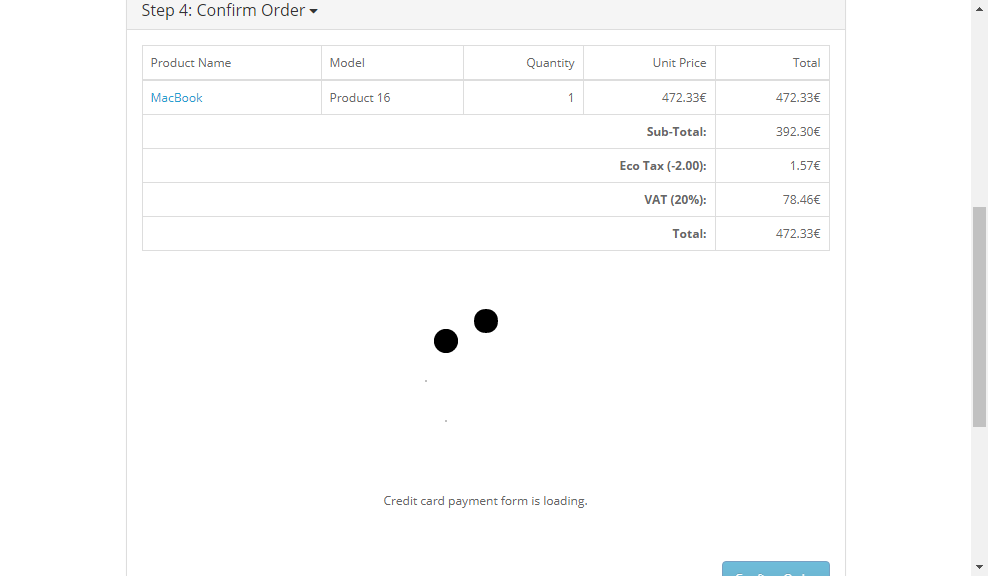 Step 4: Confirm Order
Product Name Model Quantity Unit Price Total
MacBook Product 16 1 472.33€ 472.33€
Sub-Total: 392.30€
Eco Tax (-2.00): 1.57€
VAT (20%): 78.46€
Total: 472.33€
Credit card payment form is loading.